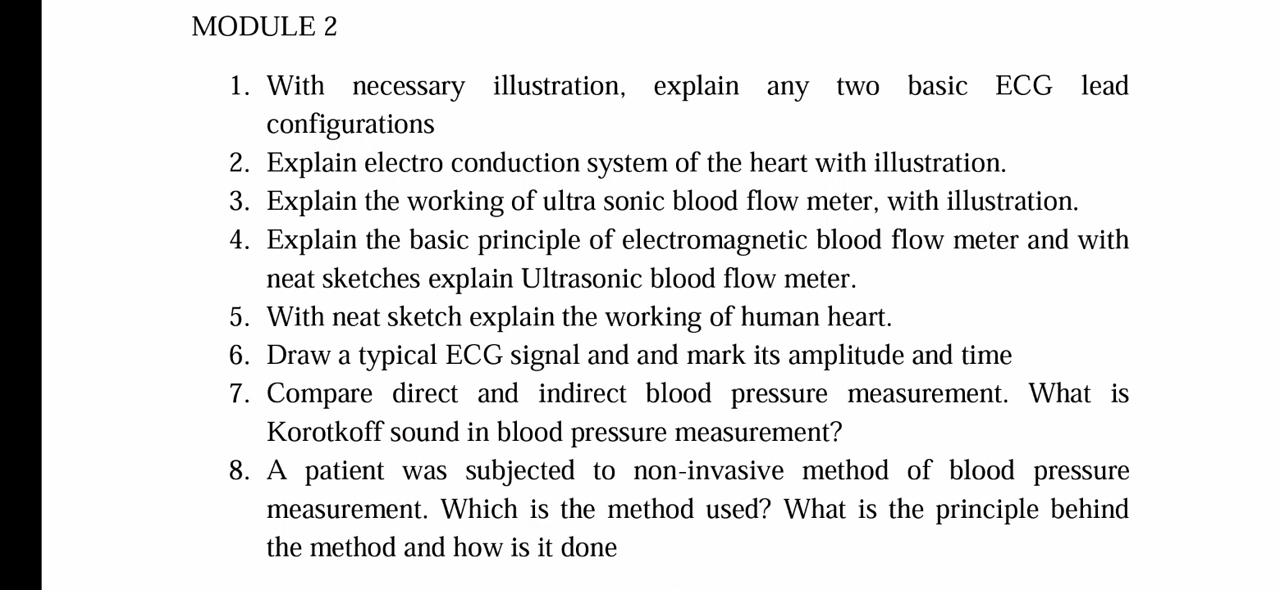 MODULE 2
1. With necessary illustration, explain any two basic ECG lead
configurations
2. Explain electro conduction system of the heart with illustration.
3. Explain the working of ultra sonic blood flow meter, with illustration.
4. Explain the basic principle of electromagnetic blood flow meter and with
neat sketches explain Ultrasonic blood flow meter.
5. With neat sketch explain the working of human heart.
6. Draw a typical ECG signal and and mark its amplitude and time
7. Compare direct and indirect blood pressure measurement. What is
Korotkoff sound in blood pressure measurement?
8. A patient was subjected to non-invasive method of blood pressure
measurement. Which is the method used? What is the principle behind
the method and how is it done